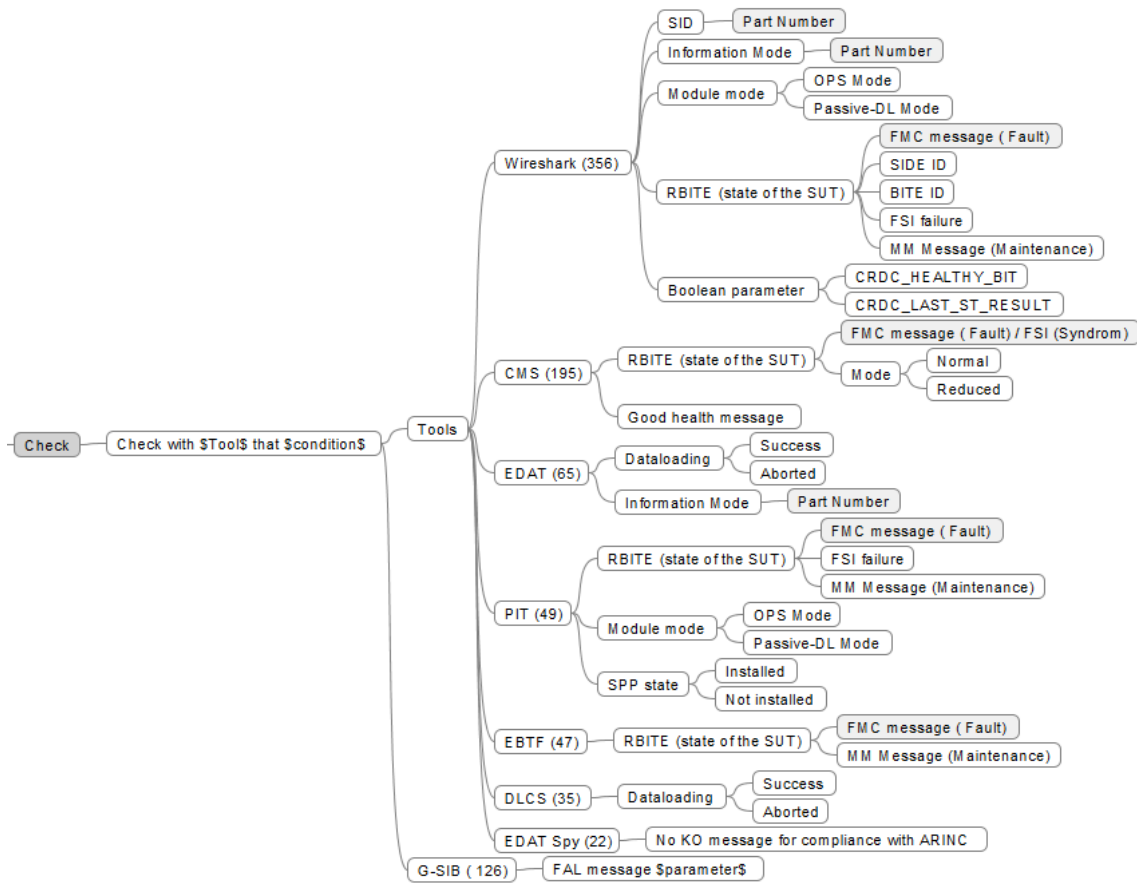 SID
Part Number
Information Mode
Part Number
Module mode
OPS Mode
Passive-DL Mode
Wireshark (356)
RBITE (state of the SUT)
FMC message ( Fault)
SIDE ID
BITE ID
FSI failure
MM Message (Maintenance)
Boolean parameter
CRDC_HEALTHY_BIT
CRDC_LAST_ST_RESULT
CMS (195)
RBITE (state of the SUT)
FMC message ( Fault) / FSI (Syndrom)
Mode
Normal
Reduced
Good health message
Check
Check with $Tool$ that $condition$
Tools
EDAT (65)
Dataloading
Success
Aborted
Information Mode
Part Number
PIT (49)
RBITE (state of the SUT)
FMC message ( Fault)
FSI failure
MM Message (Maintenance)
Module mode
OPS Mode
Passive-DL Mode
SPP state
Installed
Not installed
EBTF (47)
RBITE (state of the SUT)
FMC message ( Fault)
MM Message (Maintenance)
DLCS (35)
Dataloading
Success
Aborted
EDAT Spy (22)
No KO message for compliance with ARINC
G-SIB ( 126)
FAL message $parameter$